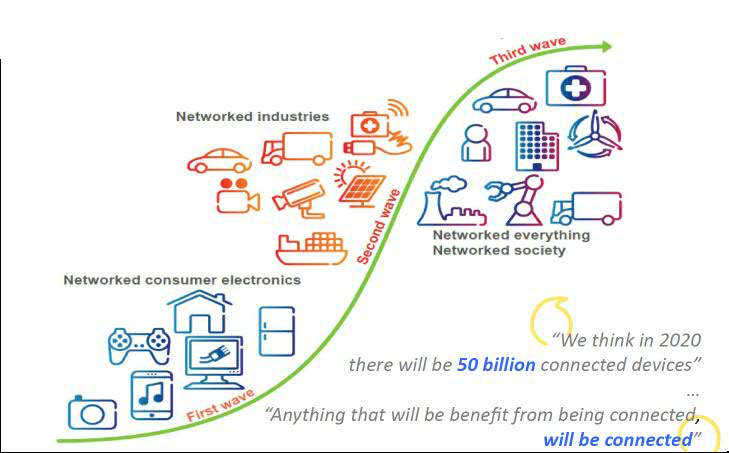 Third wave
Networked industries
Second wave
Networked everything
Networked society
Networked consumer electronics
First wave
“We think in 2020
there will be 50 billion connected devices”
...
“Anything that will be benefit from being connected,
will be connected”